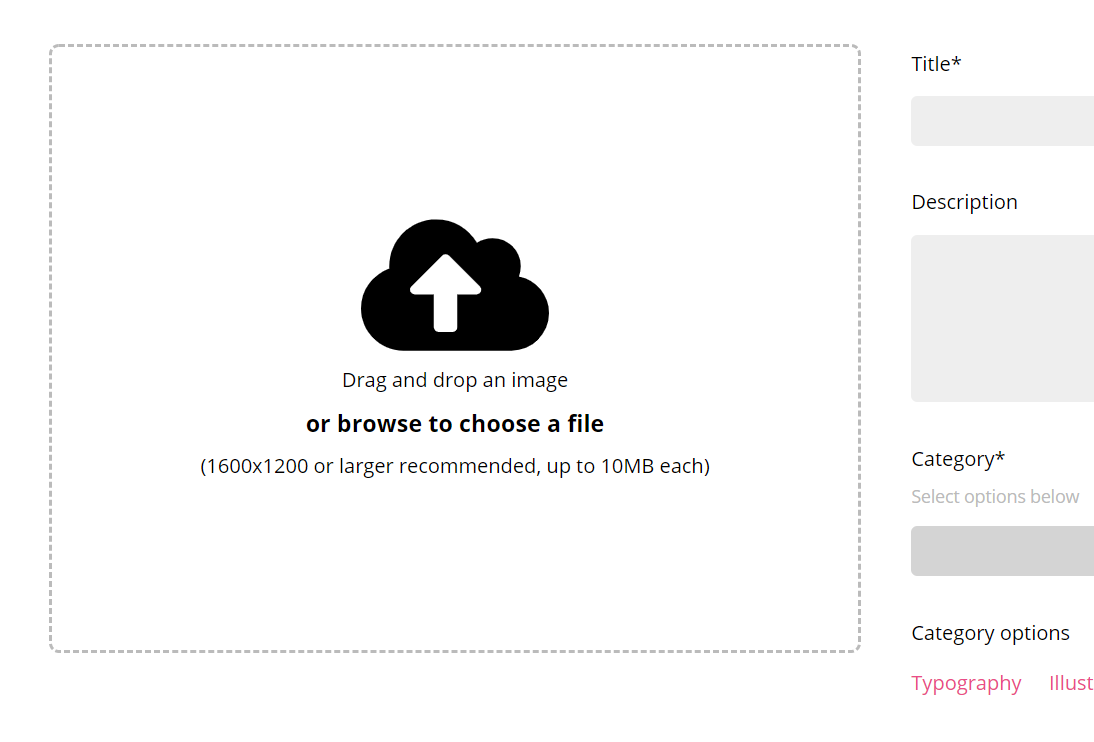 Drag and drop an image
or browse to choose a file
(1600x1200 or larger recommended, up to 10MB each)
Title*
Description
Category*
Select options below
Category options
Typography Illust